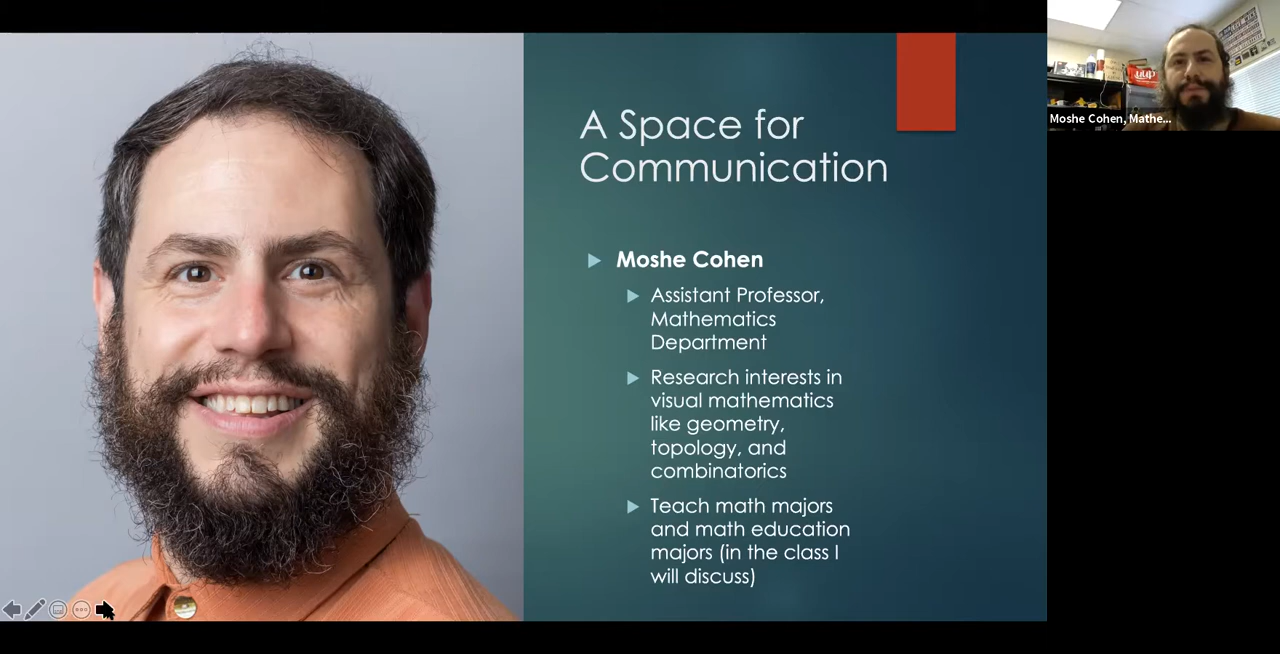 A Space for
Communication
Moshe Cohen
Assistant Professor,
Mathematics
Department
Research interests in
visual mathematics
like geometry,
topology, and
combinatorics
Teach math majors
and math education
majors (in the class I
will discuss)
uup
Moshe Cohen, Mathe...